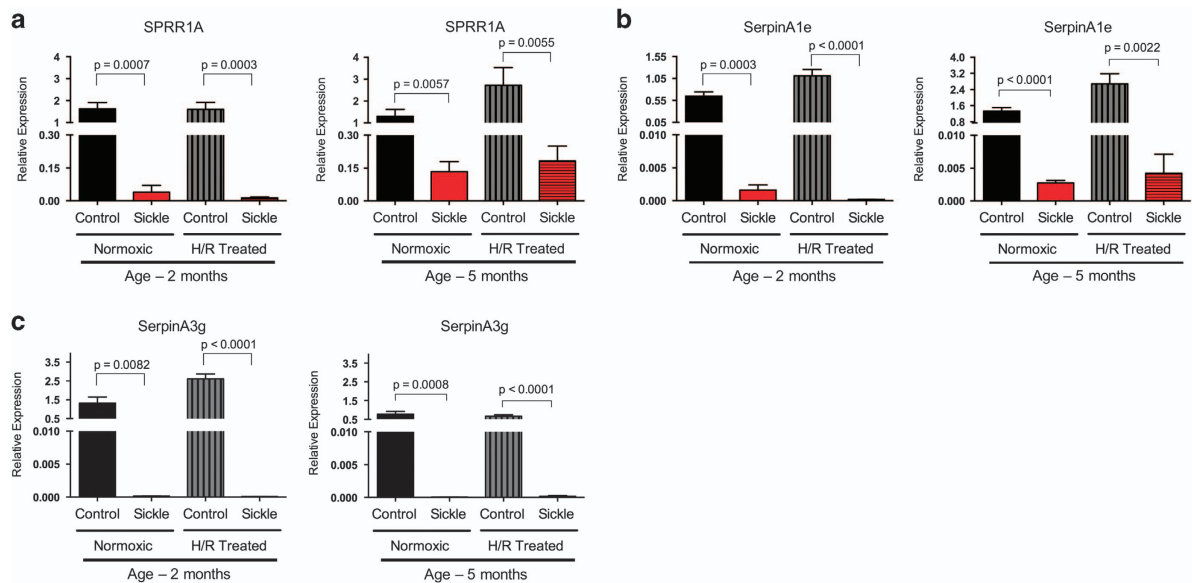 a
SPRR1A
Relative Expression
4
3
2
1
0.30
0.15
0.00
p = 0.0007
p = 0.0003
Control Sickle Control Sickle
Normoxic H/R Treated
Age – 2 months
SPRR1A
Relative Expression
4
3
2
1
0.30
0.15
0.00
p = 0.0057
p = 0.0055
Control Sickle Control Sickle
Normoxic H/R Treated
Age – 5 months
b
SerpinA1e
Relative Expression
1.55
1.05
0.55
0.05
0.010
0.005
0.000
p = 0.0003
p < 0.0001
Control Sickle Control Sickle
Normoxic H/R Treated
Age – 2 months
SerpinA1e
Relative Expression
4.0
3.2
2.4
1.6
0.8
0.010
0.005
0.000
p < 0.0001
p = 0.0022
Control Sickle Control Sickle
Normoxic H/R Treated
Age – 5 months
c
SerpinA3g
Relative Expression
3.5
2.5
1.5
0.5
0.010
0.005
0.000
p = 0.0082
p < 0.0001
Control Sickle Control Sickle
Normoxic H/R Treated
Age – 2 months
SerpinA3g
Relative Expression
3.5
2.5
1.5
0.5
0.010
0.005
0.000
p = 0.0008
p < 0.0001
Control Sickle Control Sickle
Normoxic H/R Treated
Age – 5 months